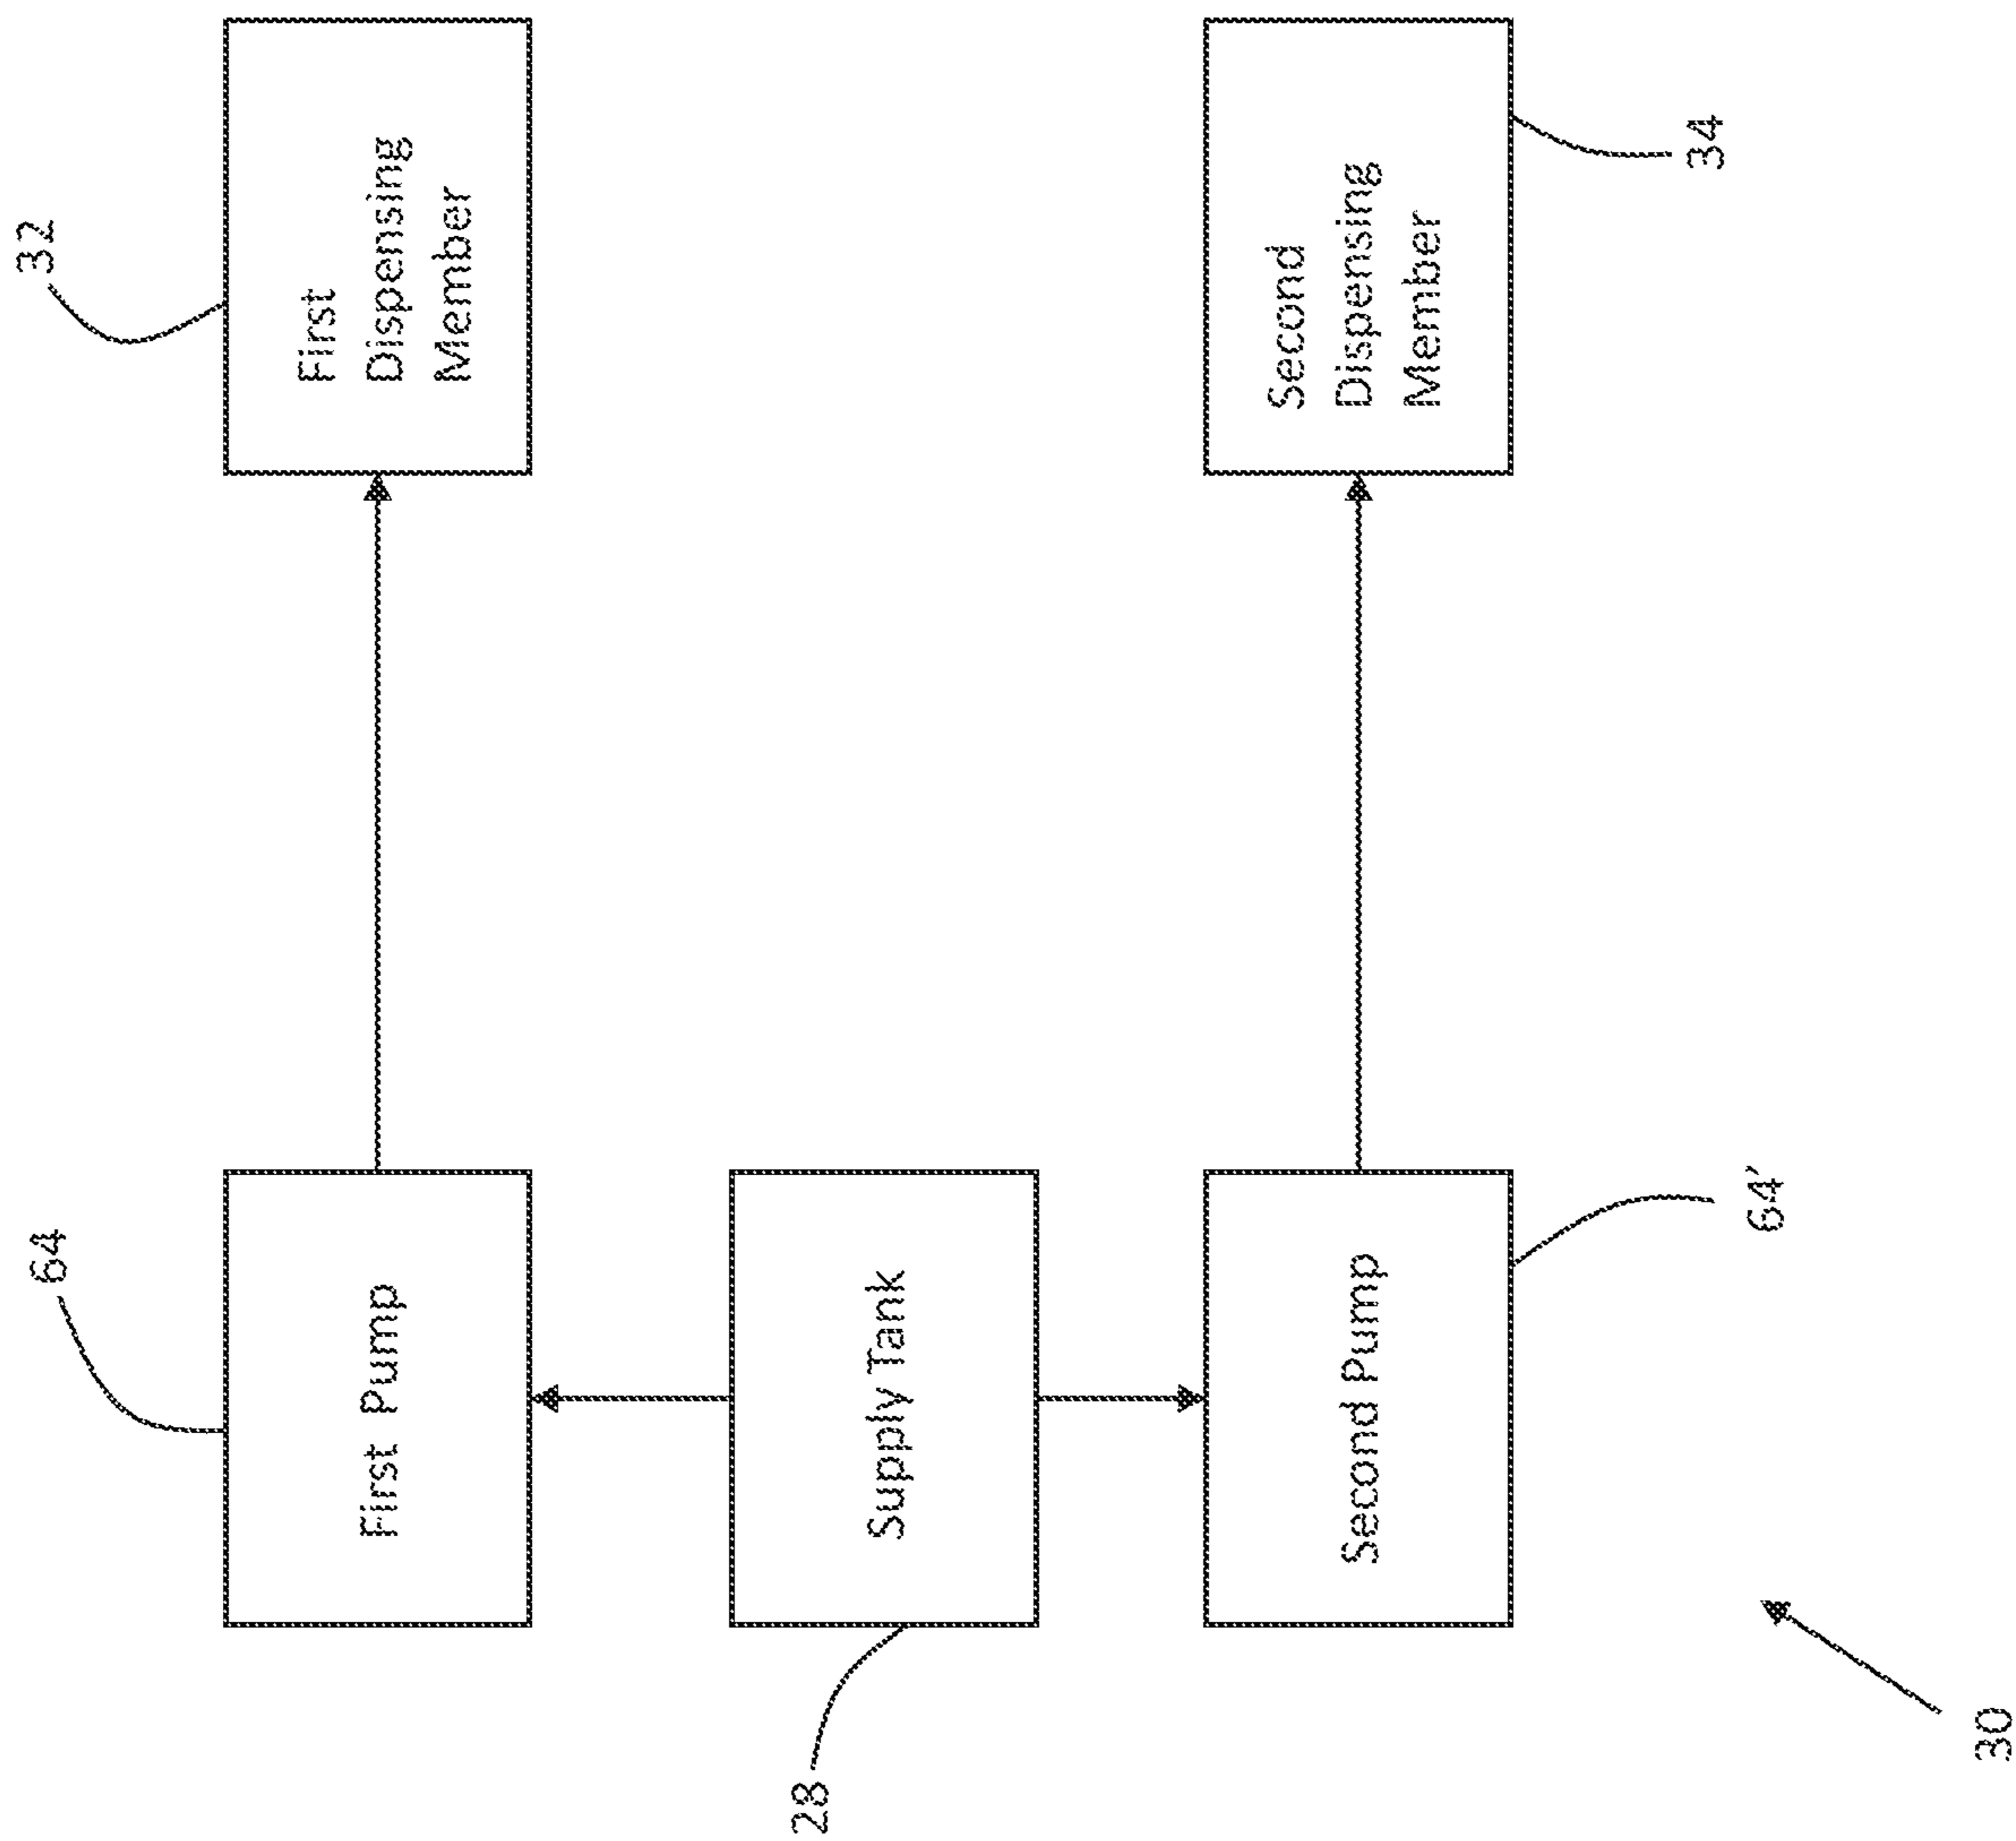 64
First Pump
32
First
Dispensing
Member
28
Supply Tank
Second Pump
64'
Second
Dispensing
Member
34
30